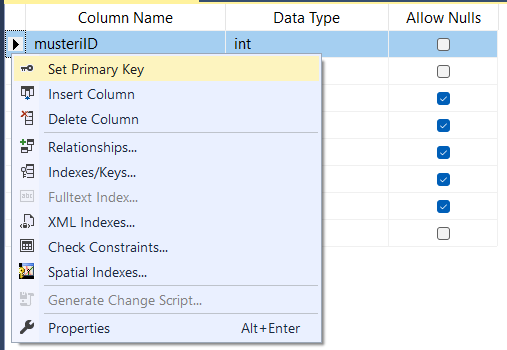 Column Name Data Type Allow Nulls
musteriID int
Set Primary Key
Insert Column
Delete Column
Relationships...
Indexes/Keys...
Fulltext Index...
XML Indexes...
Check Constraints...
Spatial Indexes...
Generate Change Script...
Properties Alt+Enter